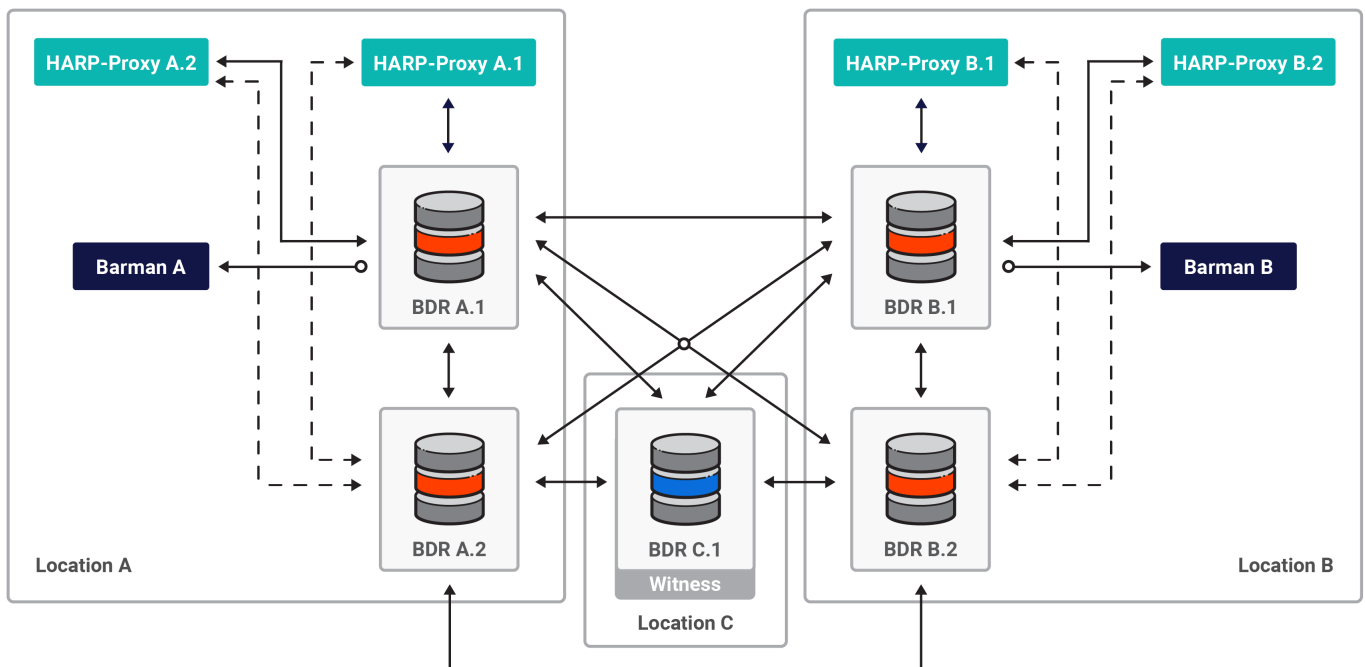 HARP-Proxy A.2
HARP-Proxy A.1
HARP-Proxy B.1
HARP-Proxy B.2
Barman A
BDR A.1
BDR B.1
Barman B
BDR A.2
BDR C.1
BDR B.2
Witness
Location A
Location B
Location C